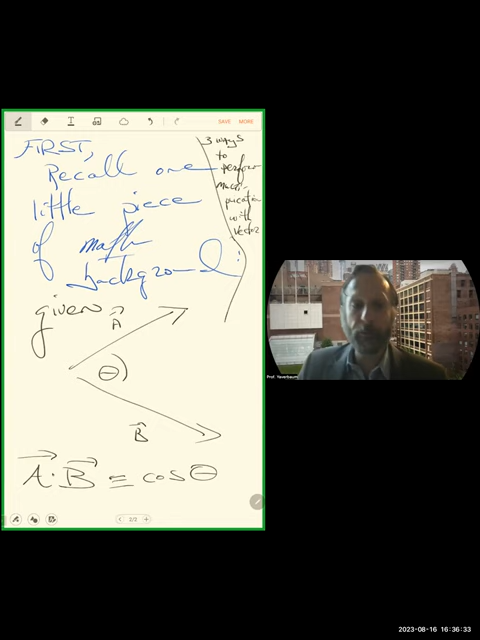 SAVE MORE
FIRST,
Recall one
little piece
of math
background:
3 ways
to
perform
multi-
plication
with
vector
given
A
θ
B
A · B ≡ cos θ
2/2
Prof. Yaverbaum
2023-08-16 16:36:33